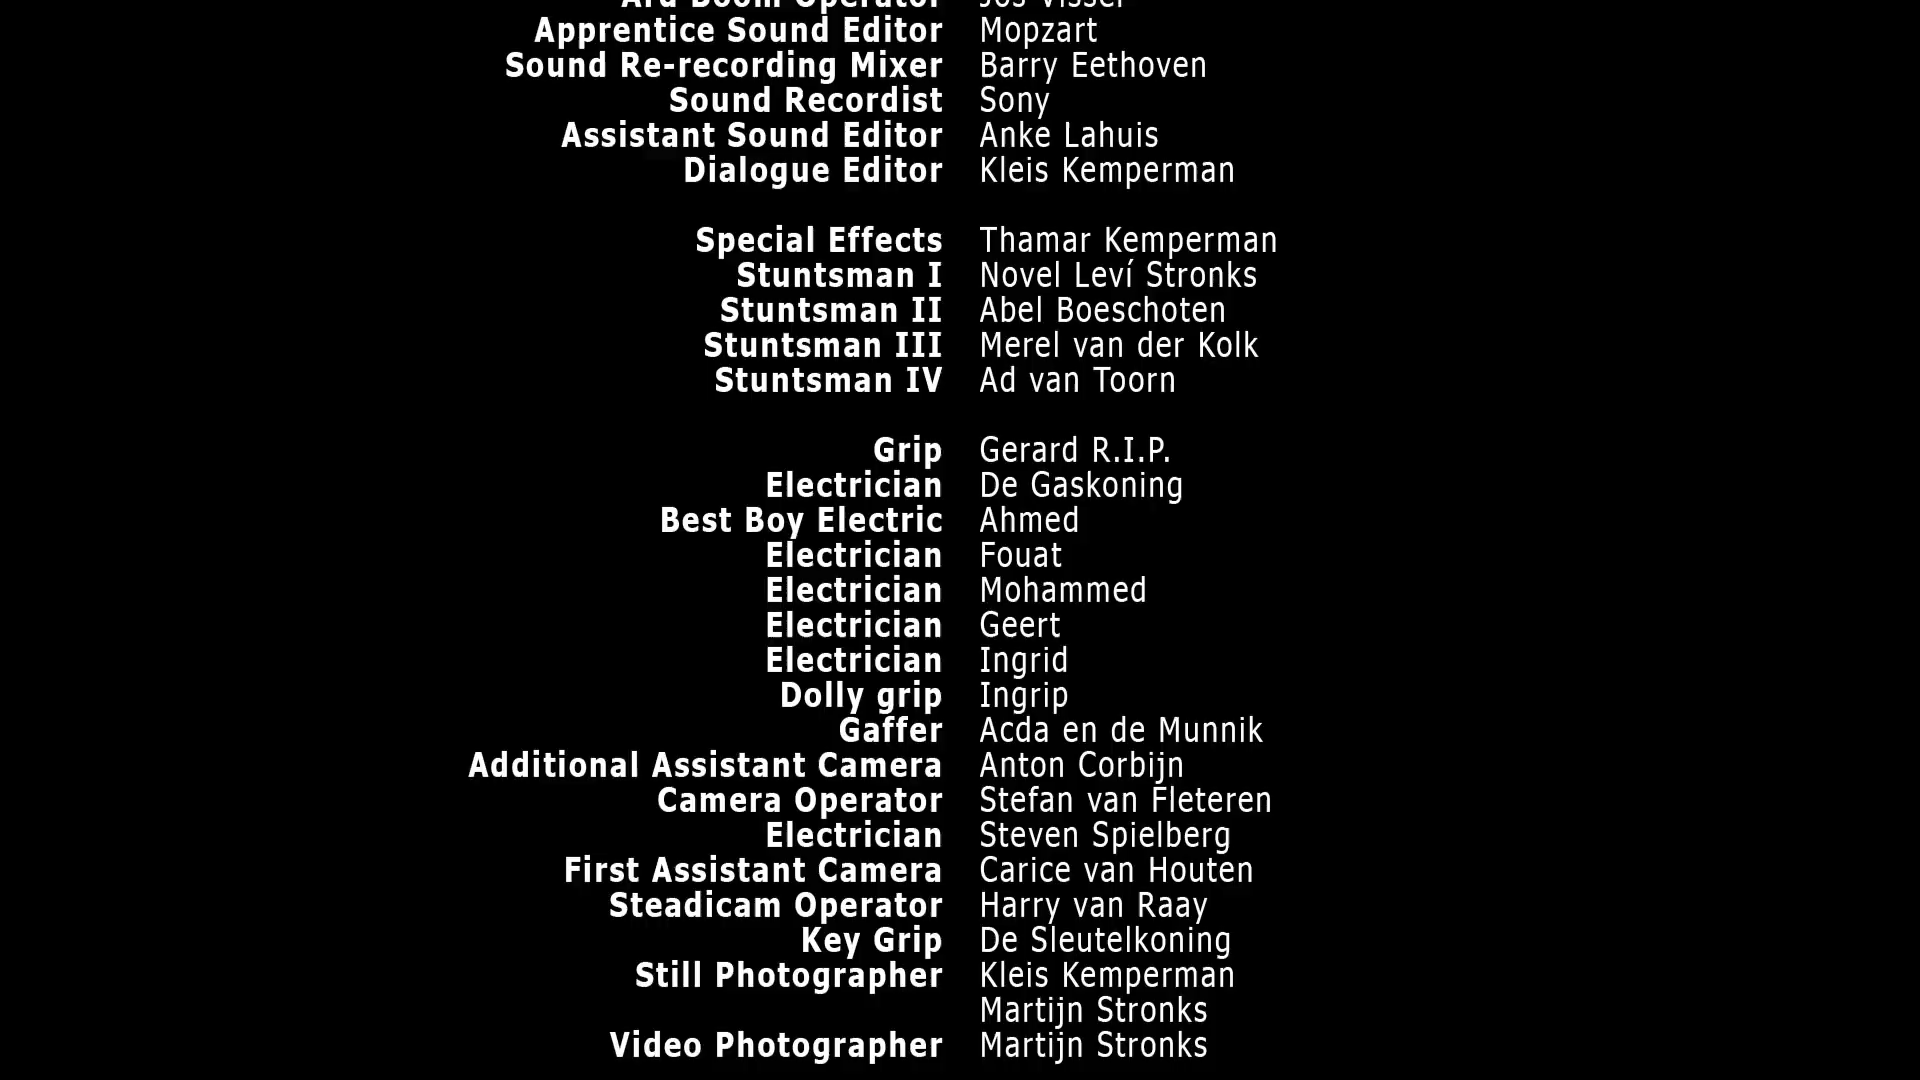 Ard Boom Operator Jos Visser
Apprentice Sound Editor Mopzart
Sound Re-recording Mixer Barry Eethoven
Sound Recordist Sony
Assistant Sound Editor Anke Lahuis
Dialogue Editor Kleis Kemperman
Special Effects Thamar Kemperman
Stuntsman I Novel Leví Stronks
Stuntsman II Abel Boeschoten
Stuntsman III Merel van der Kolk
Stuntsman IV Ad van Toorn
Grip Gerard R.I.P.
Electrician De Gaskoning
Best Boy Electric Ahmed
Electrician Fouat
Electrician Mohammed
Electrician Geert
Electrician Ingrid
Dolly grip Ingrip
Gaffer Acda en de Munnik
Additional Assistant Camera Anton Corbijn
Camera Operator Stefan van Fleteren
Electrician Steven Spielberg
First Assistant Camera Carice van Houten
Steadicam Operator Harry van Raay
Key Grip De Sleutelkoning
Still Photographer Kleis Kemperman
Martijn Stronks
Video Photographer Martijn Stronks